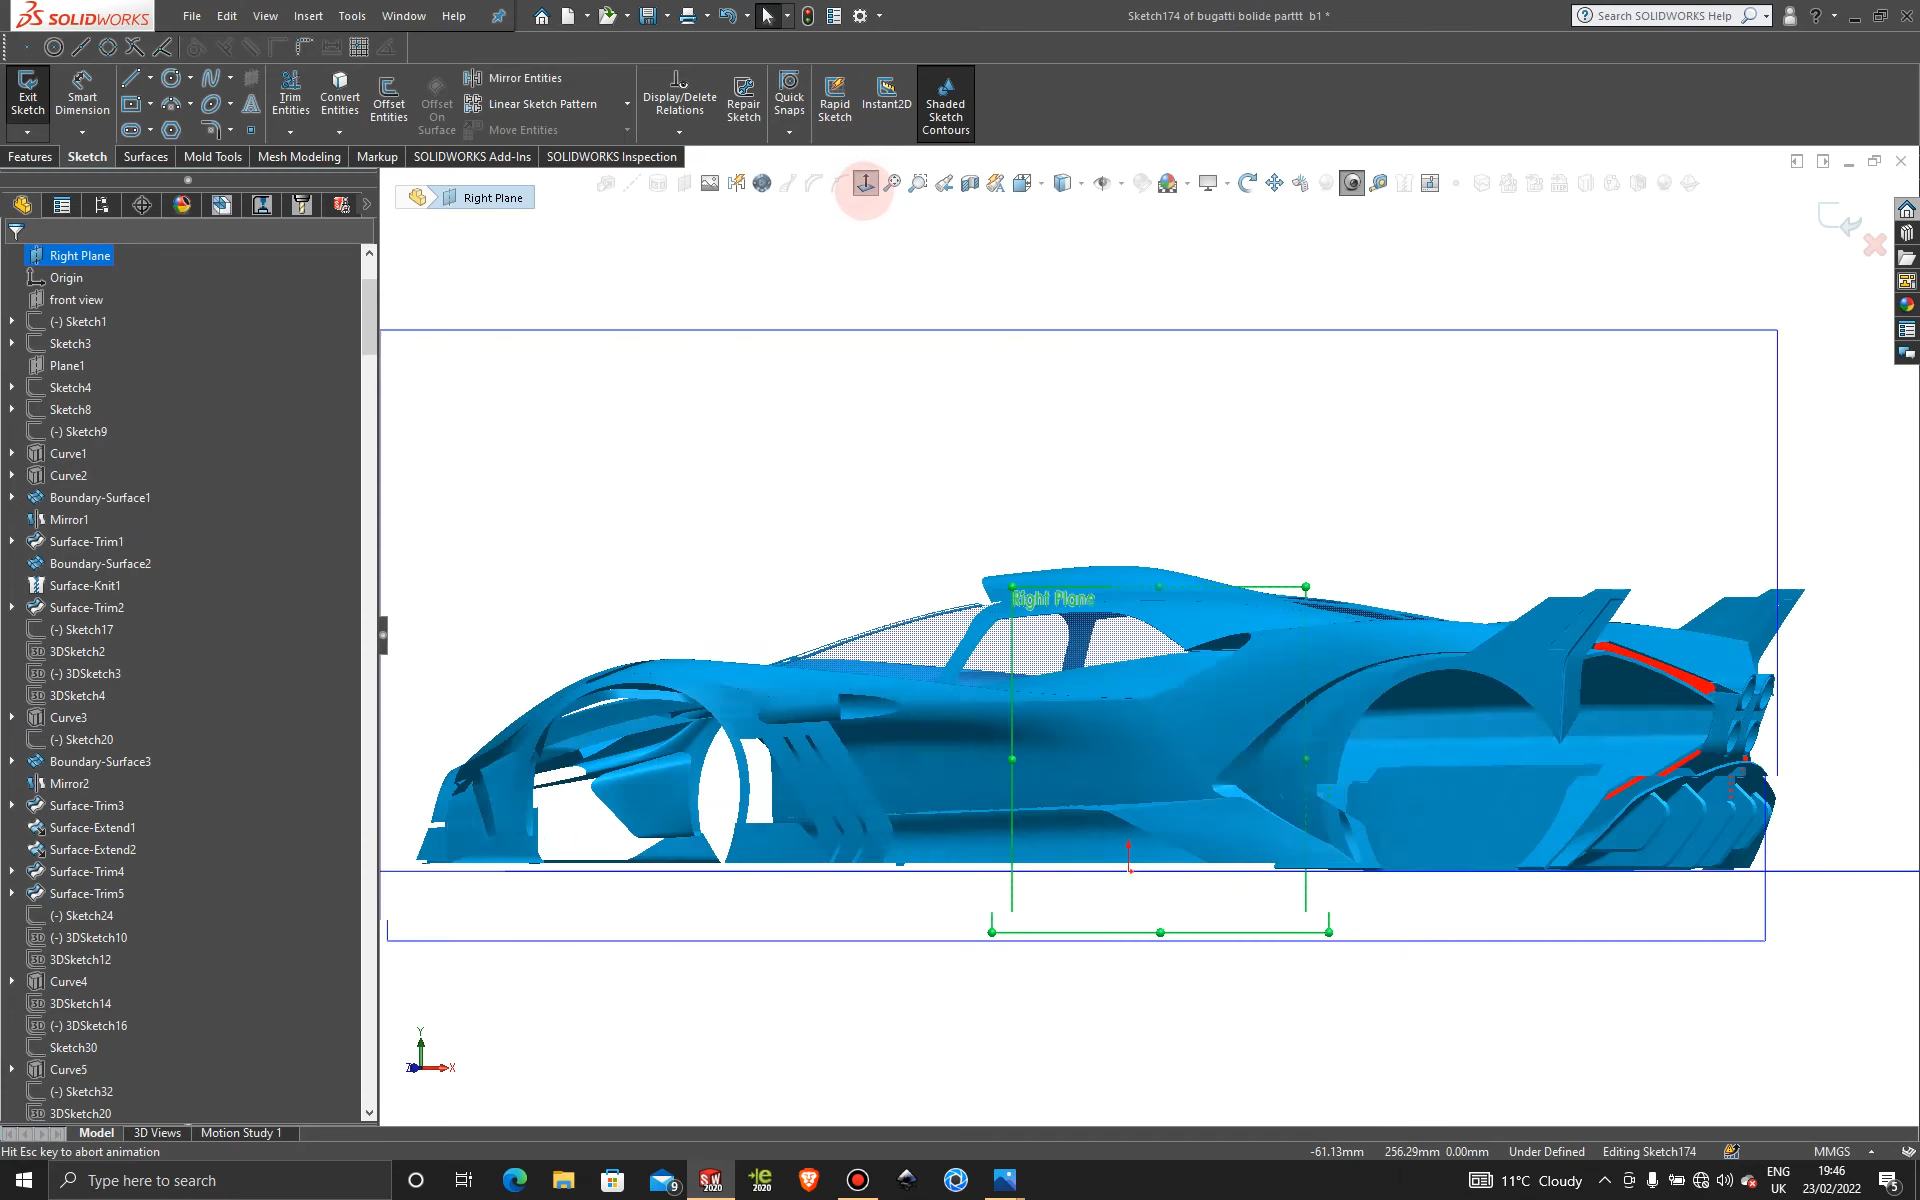 SOLIDWORKS
File Edit View Insert Tools Window Help
Sketch174 of bugatti bolide parttt b1 *
Search SOLIDWORKS Help
Exit Sketch
Smart Dimension
Trim Entities
Convert Entities
Offset Entities
Offset On Surface
Mirror Entities
Linear Sketch Pattern
Move Entities
Display/Delete Relations
Repair Sketch
Quick Snaps
Rapid Sketch
Instant2D
Shaded Sketch Contours
Features Sketch Surfaces Mold Tools Mesh Modeling Markup SOLIDWORKS Add-Ins SOLIDWORKS Inspection
Right Plane
Right Plane
Origin
front view
(-) Sketch1
Sketch3
Plane1
Sketch4
Sketch8
(-) Sketch9
Curve1
Curve2
Boundary-Surface1
Mirror1
Surface-Trim1
Boundary-Surface2
Surface-Knit1
Surface-Trim2
(-) Sketch17
3DSketch2
(-) 3DSketch3
3DSketch4
Curve3
(-) Sketch20
Boundary-Surface3
Mirror2
Surface-Trim3
Surface-Extend1
Surface-Extend2
Surface-Trim4
Surface-Trim5
(-) Sketch24
(-) 3DSketch10
3DSketch12
Curve4
3DSketch14
(-) 3DSketch16
Sketch30
Curve5
(-) Sketch32
3DSketch20
Right Plane
Y
Z
X
Model 3D Views Motion Study 1
Hit Esc key to abort animation
-61.13mm 256.29mm 0.00mm Under Defined Editing Sketch174 MMGS
Type here to search
9
SW 2020
e 2020
11°C Cloudy
ENG
UK
19:46
23/02/2022
5